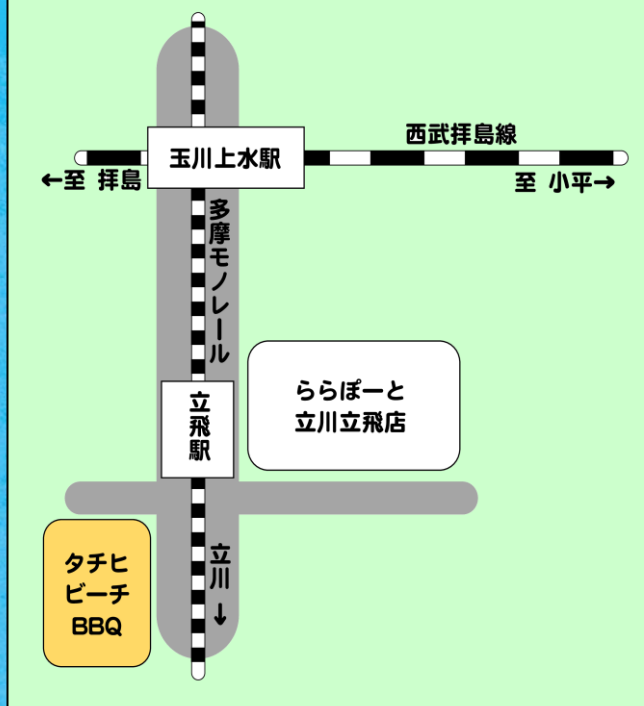 西武拝島線
玉川上水駅
←至 拝島
至 小平→
多摩モノレール
ららぽーと
立川立飛店
立飛駅
立川↓
タチヒ
ビーチ
BBQ